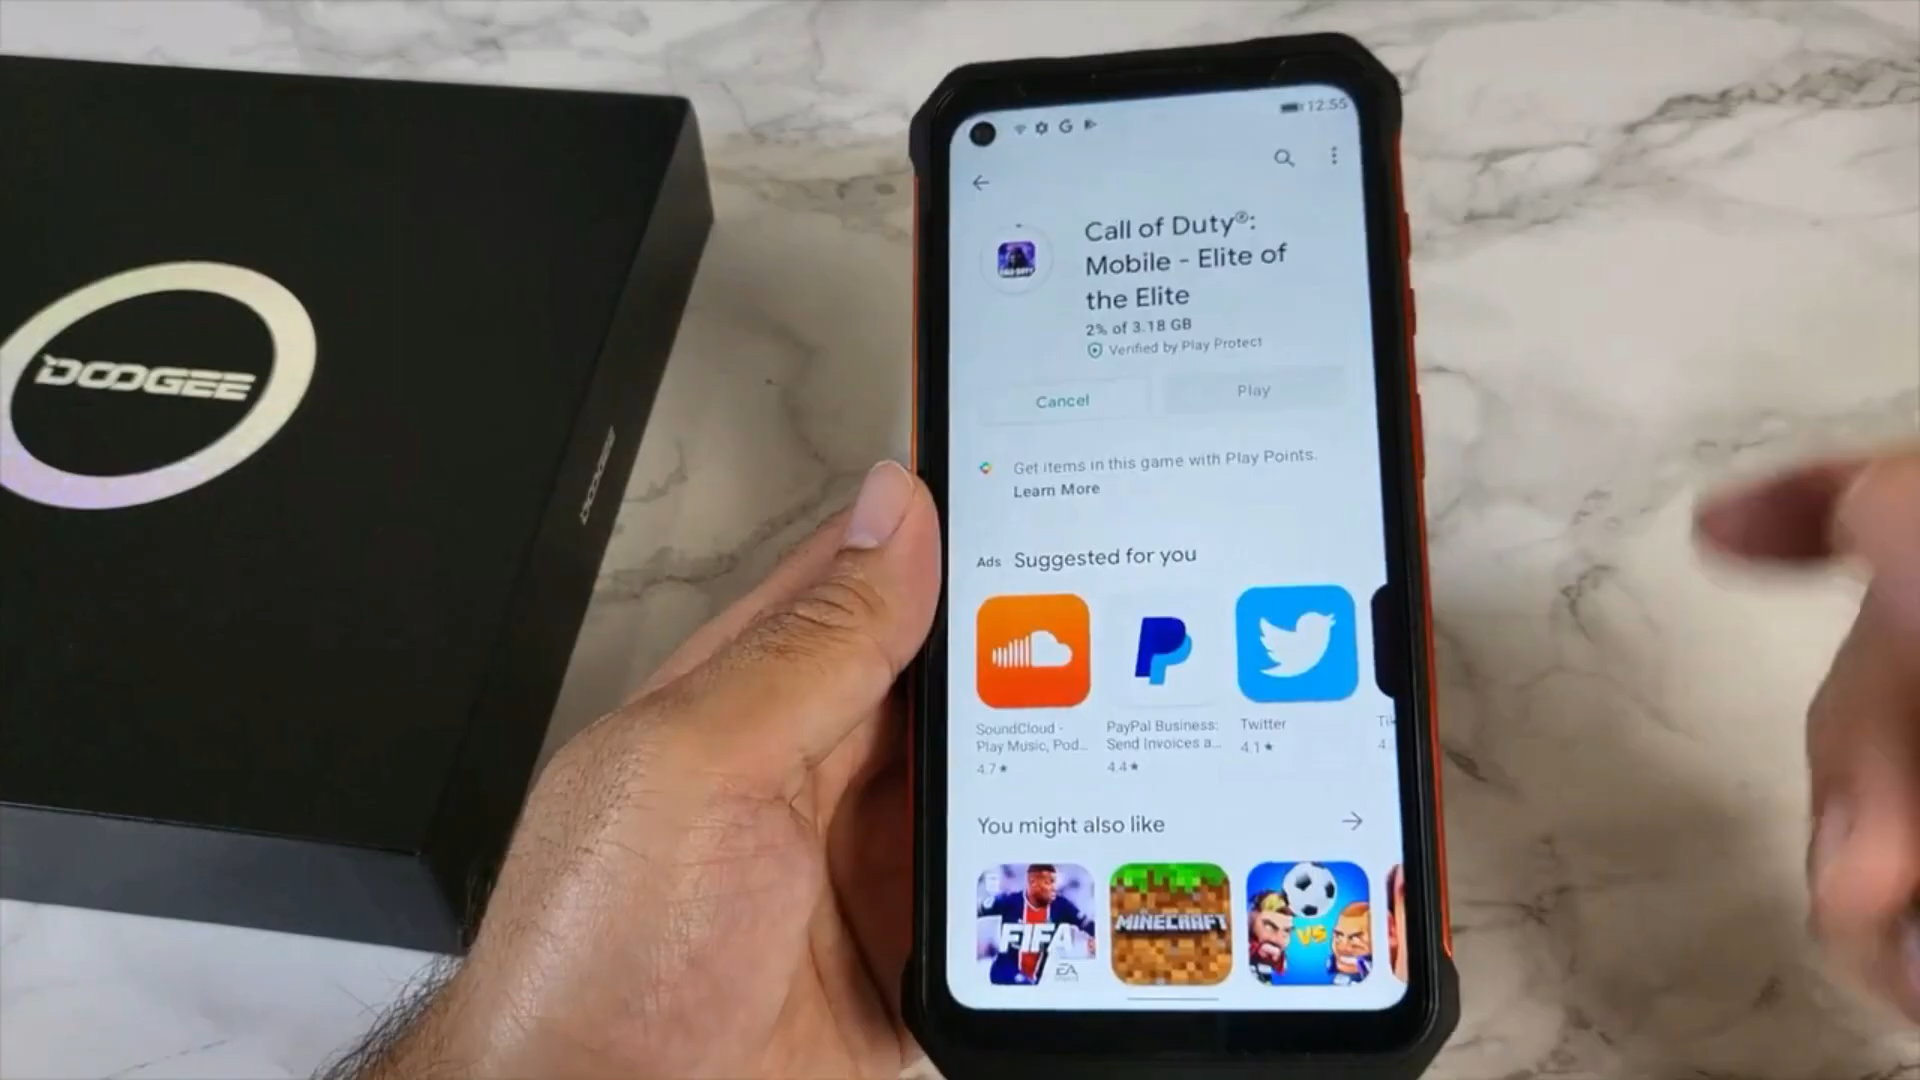 DOOGEE
DOOGEE
12:55
Call of Duty®:
Mobile - Elite of
the Elite
2% of 3.18 GB
Verified by Play Protect
Cancel
Play
Get items in this game with Play Points.
Learn More
Ads
Suggested for you
SoundCloud -
Play Music, Pod...
4.7★
PayPal Business:
Send Invoices a...
4.4★
Twitter
4.1★
You might also like
FIFA
EA
MINECRAFT
VS